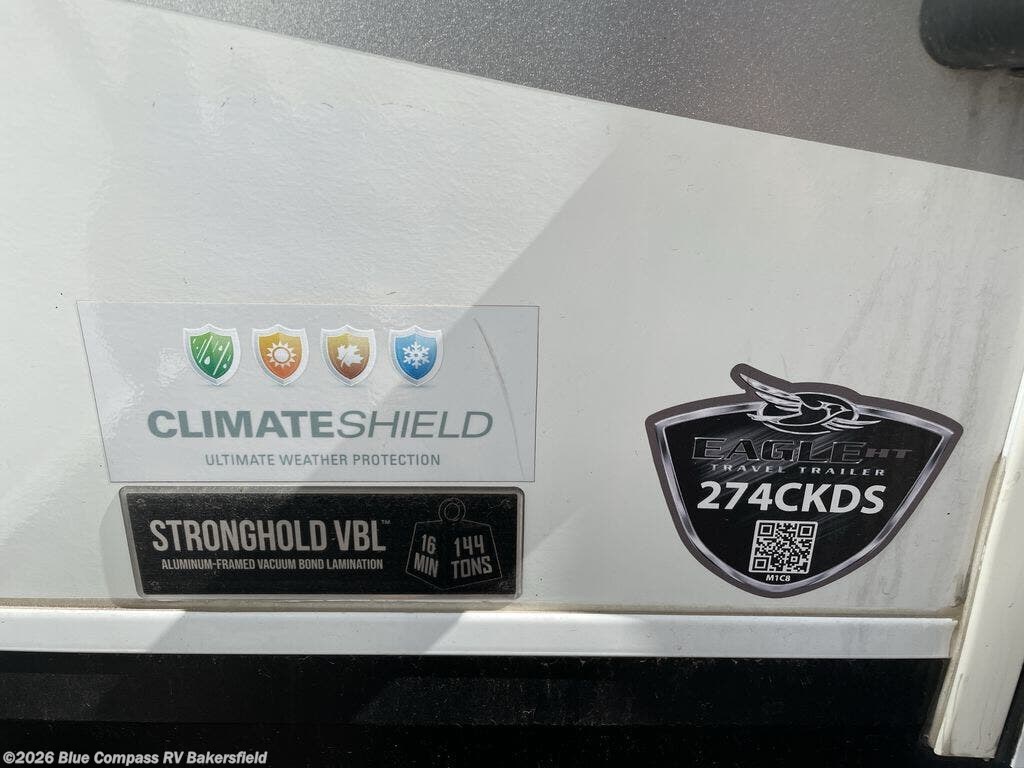 CLIMATESHIELD
ULTIMATE WEATHER PROTECTION
STRONGHOLD VBL™
ALUMINUM-FRAMED VACUUM BOND LAMINATION
16
MIN
144
TONS
EAGLE HT
TRAVEL TRAILER
274CKDS
M1C8
©2026 Blue Compass RV Bakersfield